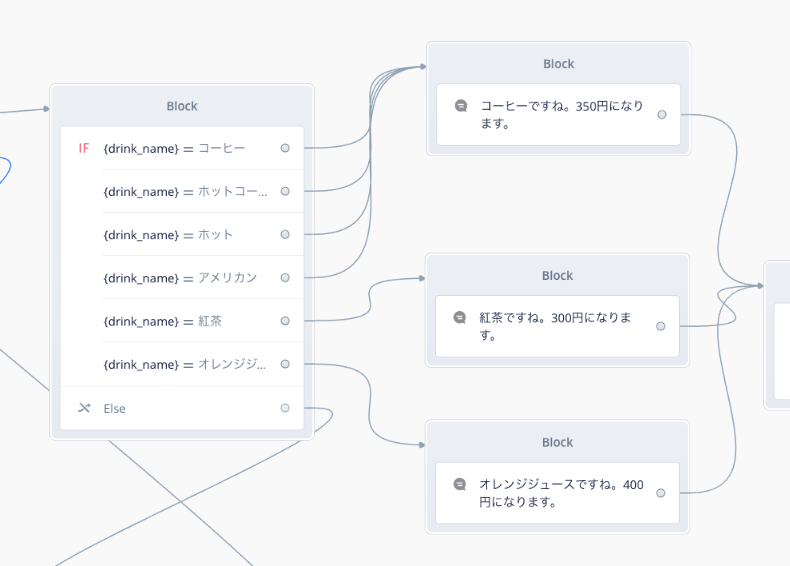 Block
IF {drink_name} = コーヒー
{drink_name} = ホットコー...
{drink_name} = ホット
{drink_name} = アメリカン
{drink_name} = 紅茶
{drink_name} = オレンジジ...
Else
Block
コーヒーですね。350円になり
ます。
Block
紅茶ですね。300円になりま
す。
Block
オレンジジュースですね。400
円になります。